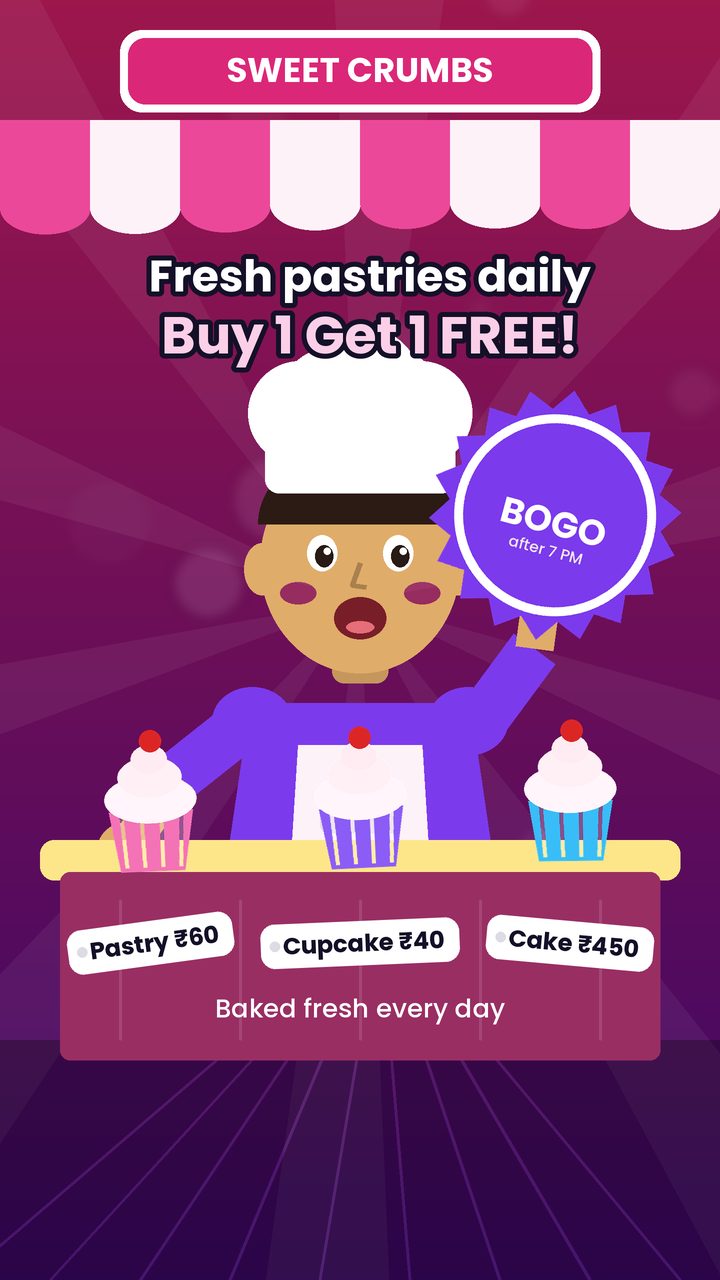 SWEET CRUMBS
Fresh pastries daily
Buy 1 Get 1 FREE!
BOGO
after 7 PM
Pastry ₹60
Cupcake ₹40
Cake ₹450
Baked fresh every day